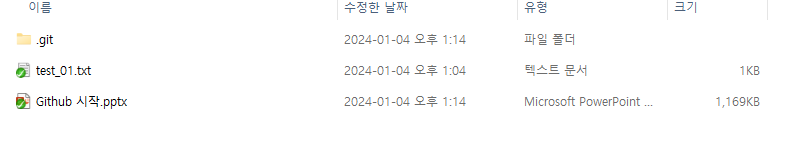 이름 수정한 날짜 유형 크기
.git 2024-01-04 오후 1:14 파일 폴더
test_01.txt 2024-01-04 오후 1:04 텍스트 문서 1KB
Github 시작.pptx 2024-01-04 오후 1:14 Microsoft PowerPoint ... 1,169KB